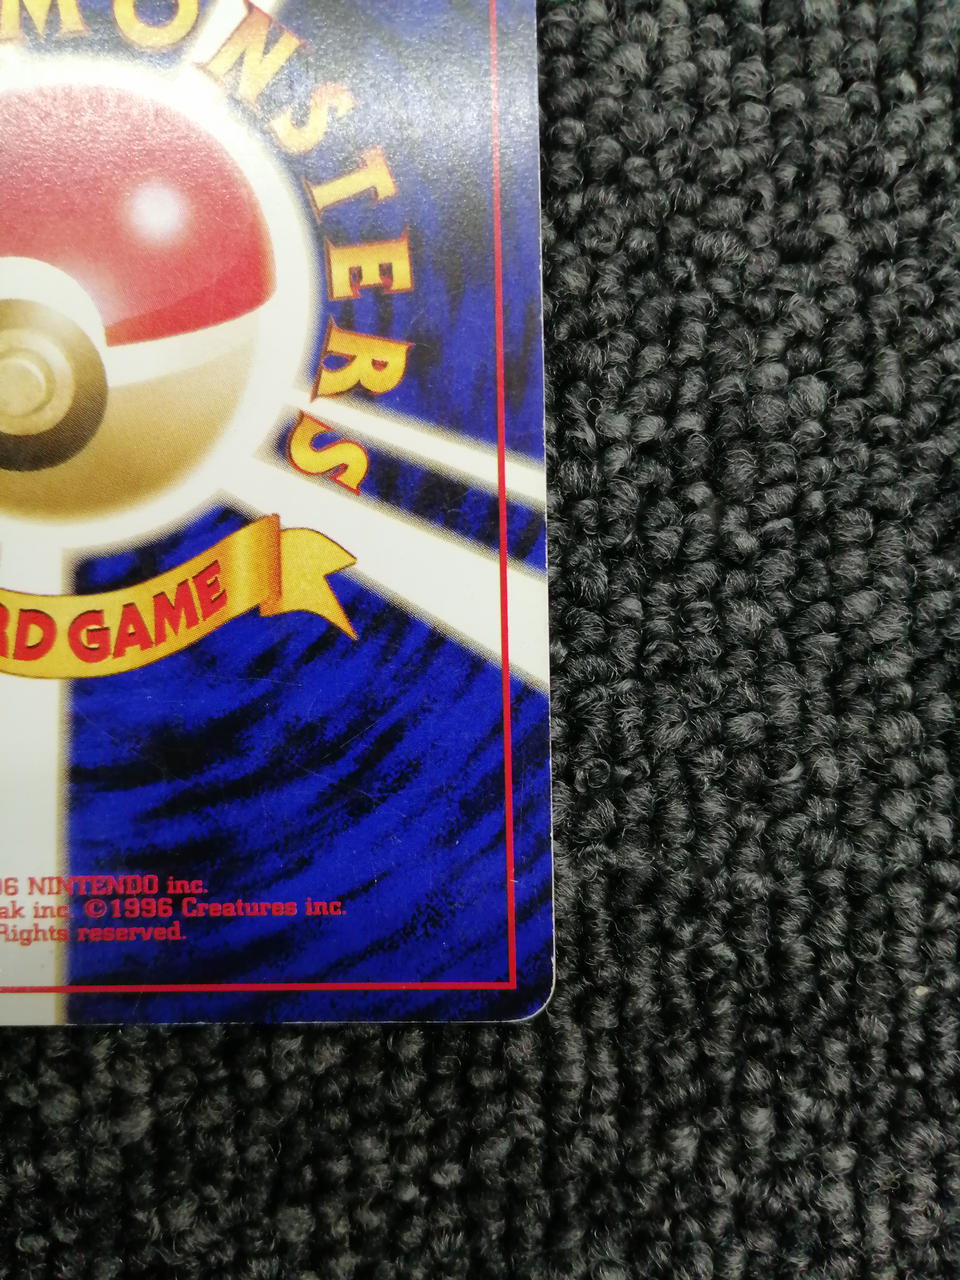 MONSTERS
RD GAME
96 NINTENDO inc.
ak inc. ©1996 Creatures inc.
Rights reserved.